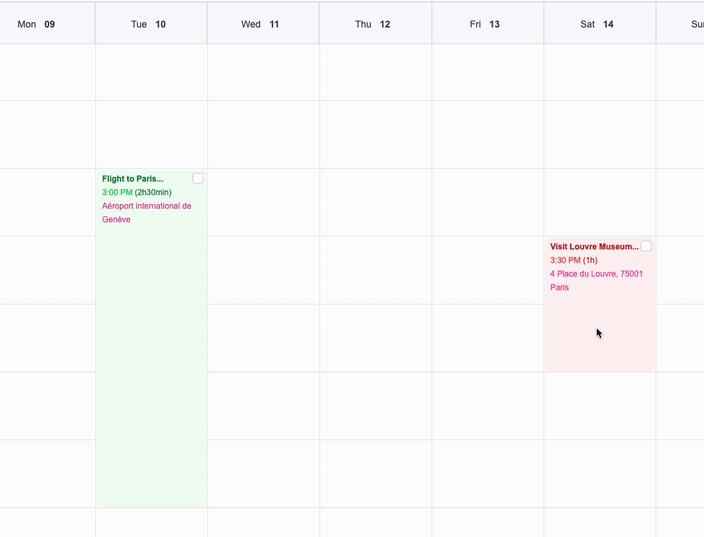 Mon 09
Tue 10
Wed 11
Thu 12
Fri 13
Sat 14
Flight to Paris...
3:00 PM (2h30min)
Aéroport international de
Genève
Visit Louvre Museum...
3:30 PM (1h)
4 Place du Louvre, 75001
Paris